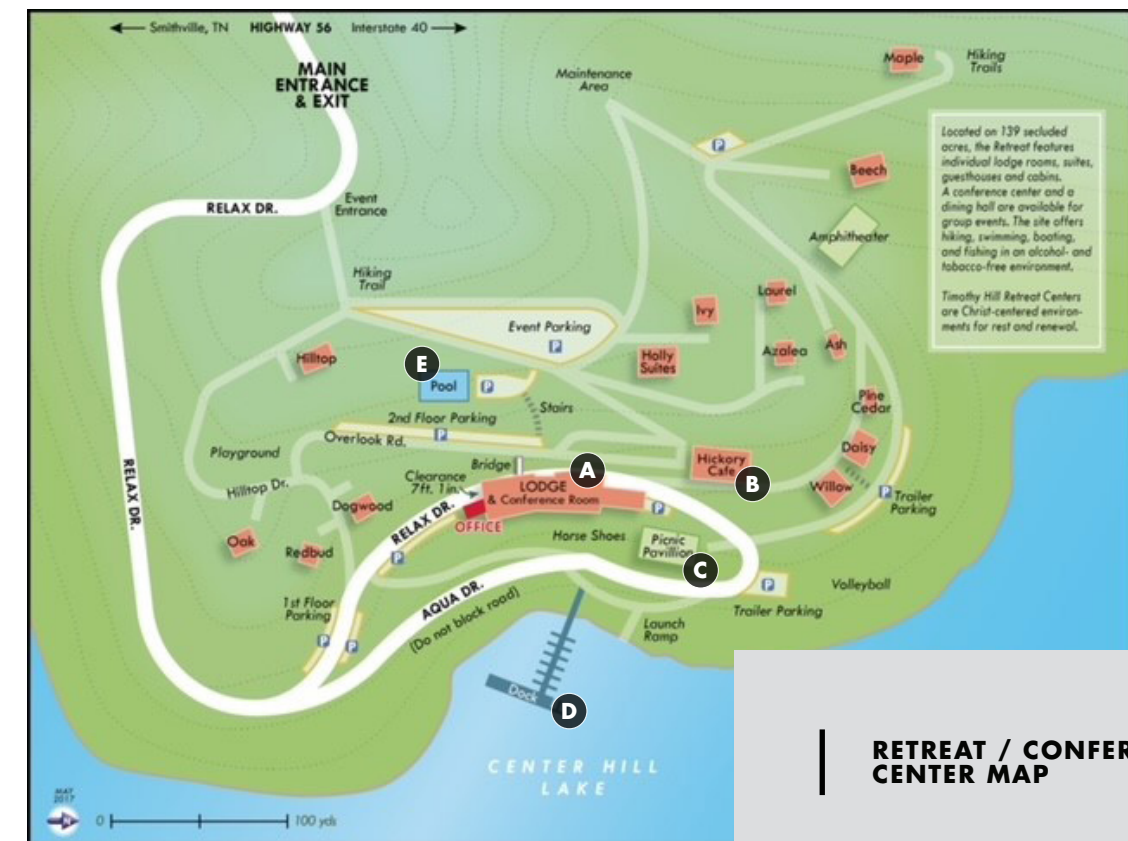 Smithville, TN HIGHWAY 56 Interstate 40
MAIN
ENTRANCE
& EXIT
Maintenance
Area
Maple
Hiking
Trails
P
Located on 139 secluded
acres, the Retreat features
individual lodge rooms, suites,
guesthouses and cabins.
A conference center and a
dining hall are available for
group events. The site offers
hiking, swimming, boating,
and fishing in an alcohol- and
tobacco-free environment.
Timothy Hill Retreat Centers
are Christ-centered environ-
ments for rest and renewal.
Beech
RELAX DR.
Event
Entrance
Amphitheater
Hiking
Trail
Laurel
Ivy
Event Parking
P
Hilltop
Holly
Suites
Azalea
Ash
E
Pool
P
Stairs
Pine
Cedar
2nd Floor Parking
P
Overlook Rd.
Daisy
Playground
Bridge
Hickory
Cafe
A
B
RELAX DR.
Hilltop Dr.
Clearance
7ft. 1in.
LODGE
& Conference Room
Willow
P
Trailer
Parking
Dogwood
RELAX DR.
OFFICE
P
Oak
Redbud
P
Horse Shoes
Picnic
Pavillion
C
1st Floor
Parking
P
P
AQUA DR.
(Do not block road)
P
Volleyball
Trailer Parking
Launch
Ramp
Dock
D
CENTER HILL
LAKE
RETREAT / CONFER
CENTER MAP
MAY
2017
N
0 100 yds